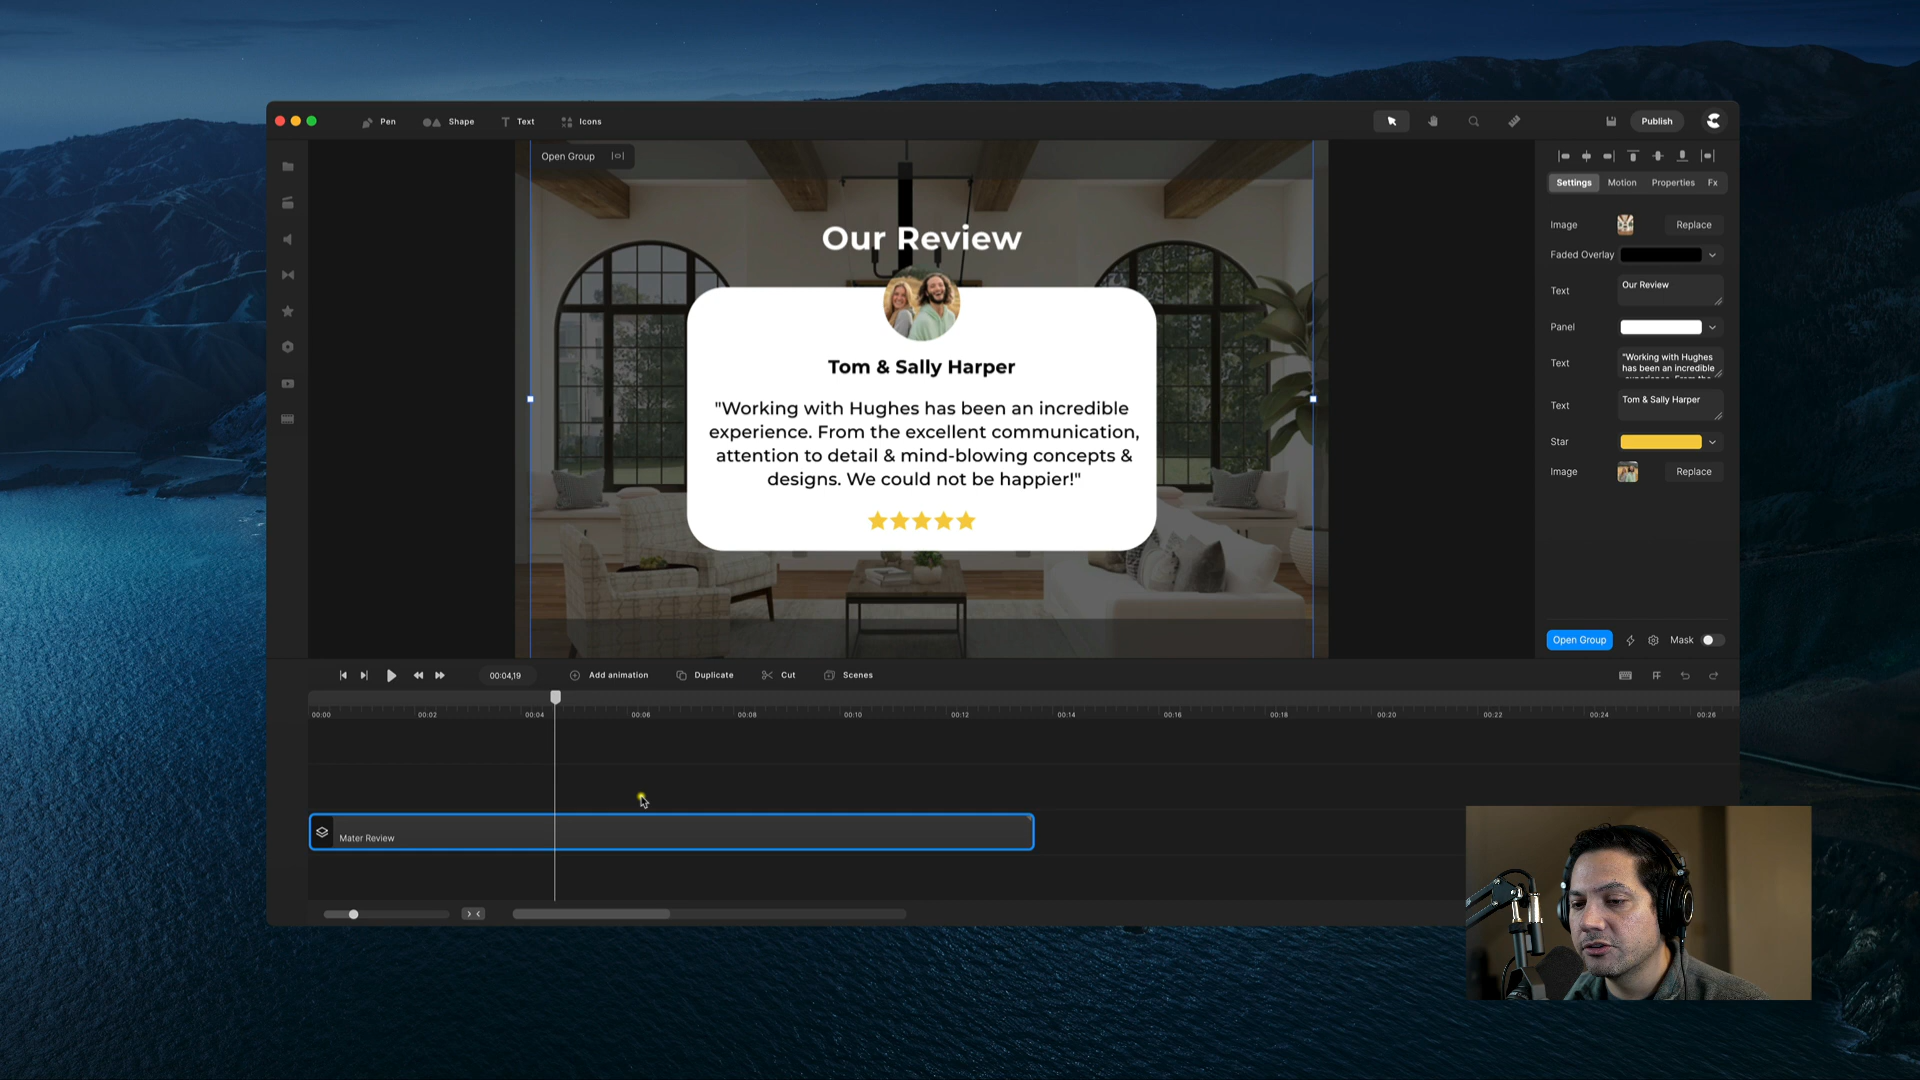 Pen
Shape
Text
Icons
Publish
Open Group
Settings
Motion
Properties
Fx
Image
Replace
Faded Overlay
Text
Our Review
Panel
Text
"Working with Hughes
has been an incredible
Text
Tom & Sally Harper
Star
Image
Replace
Open Group
Mask
Our Review
Tom & Sally Harper
"Working with Hughes has been an incredible
experience. From the excellent communication,
attention to detail & mind-blowing concepts &
designs. We could not be happier!"
00:04,19
Add animation
Duplicate
Cut
Scenes
00:00
00:02
00:04
00:06
00:08
00:10
00:12
00:14
00:16
00:18
00:20
00:22
00:24
00:26
Mater Review